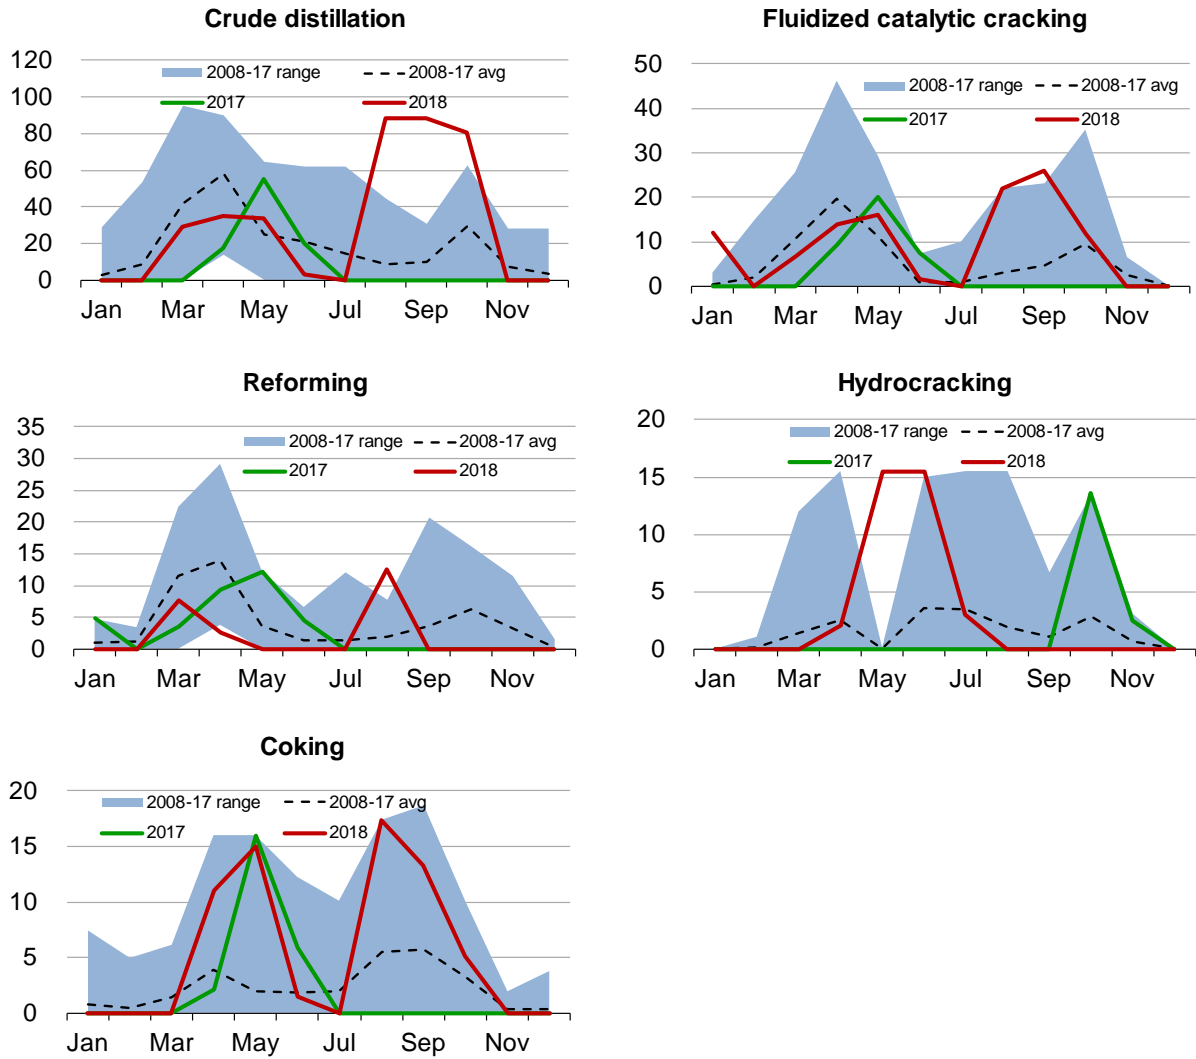 Crude distillation
120
100
80
60
40
20
0
2008-17 range
2008-17 avg
2017
2018
Jan Mar May Jul Sep Nov
Fluidized catalytic cracking
50
40
30
20
10
0
2008-17 range
2008-17 avg
2017
2018
Jan Mar May Jul Sep Nov
Reforming
35
30
25
20
15
10
5
0
2008-17 range
2008-17 avg
2017
2018
Jan Mar May Jul Sep Nov
Hydrocracking
20
15
10
5
0
2008-17 range
2008-17 avg
2017
2018
Jan Mar May Jul Sep Nov
Coking
20
15
10
5
0
2008-17 range
2008-17 avg
2017
2018
Jan Mar May Jul Sep Nov